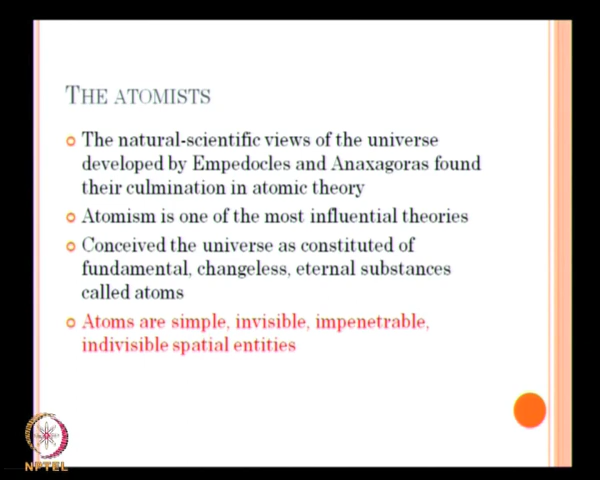 THE ATOMISTS
The natural-scientific views of the universe
developed by Empedocles and Anaxagoras found
their culmination in atomic theory
Atomism is one of the most influential theories
Conceived the universe as constituted of
fundamental, changeless, eternal substances
called atoms
Atoms are simple, invisible, impenetrable,
indivisible spatial entities
NPTEL